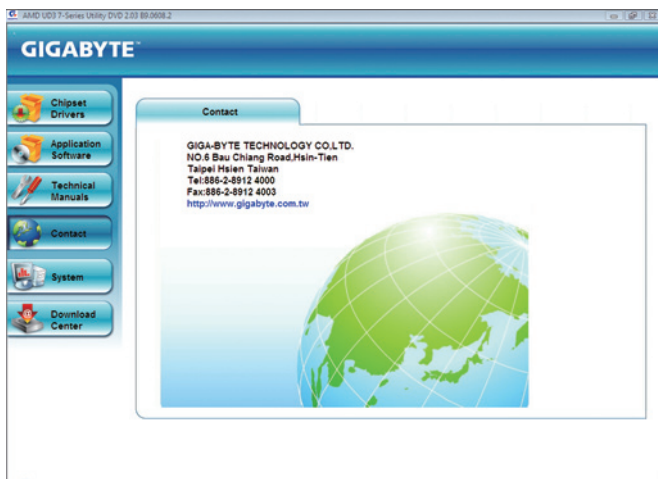 AMD UD3 7-Series Utility DVD 2.03 B9.0608.2
GIGABYTE™
Chipset
Drivers
Application
Software
Technical
Manuals
Contact
System
Download
Center
Contact
GIGA-BYTE TECHNOLOGY CO,LTD.
NO.6 Bau Chiang Road,Hsin-Tien
Taipei Hsien Taiwan
Tel:886-2-8912 4000
Fax:886-2-8912 4003
http://www.gigabyte.com.tw